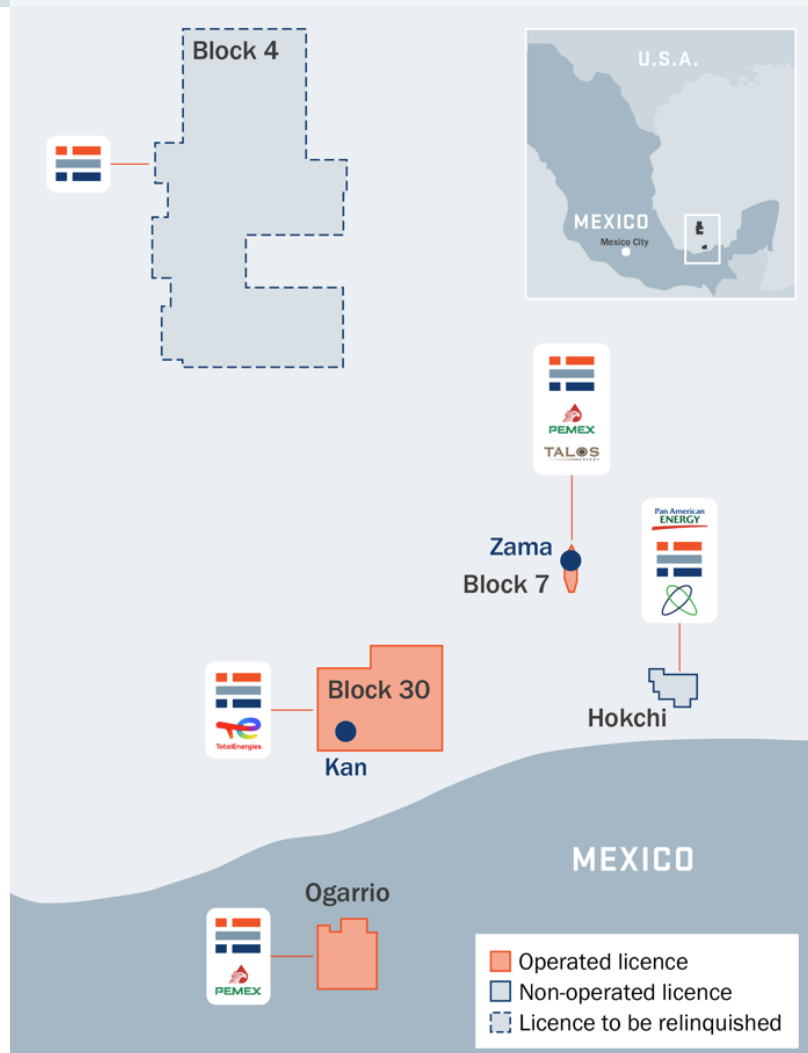 Block 4
U.S.A.
MEXICO
Mexico City
PEMEX
TALOS
ENERGY
Pan American
ENERGY
Zama
Block 7
Block 30
Hokchi
TotalEnergies
Kan
MEXICO
Ogarrio
PEMEX
Operated licence
Non-operated licence
Licence to be relinquished